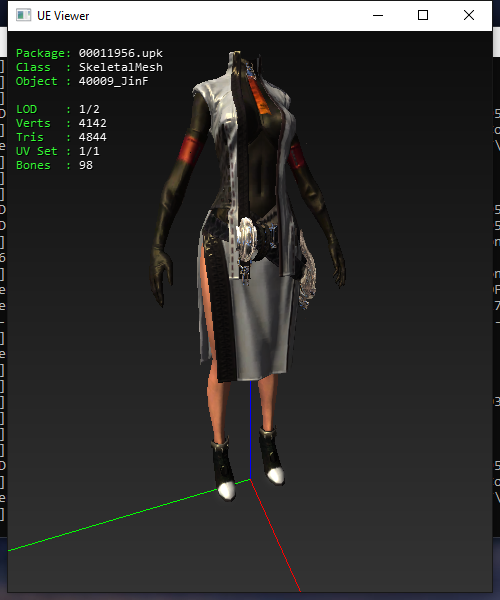 UE Viewer
Package: 00011956.upk
Class  : SkeletalMesh
Object : 40009_JinF
LOD    : 1/2
Verts  : 4142
Tris   : 4844
UV Set : 1/1
Bones  : 98